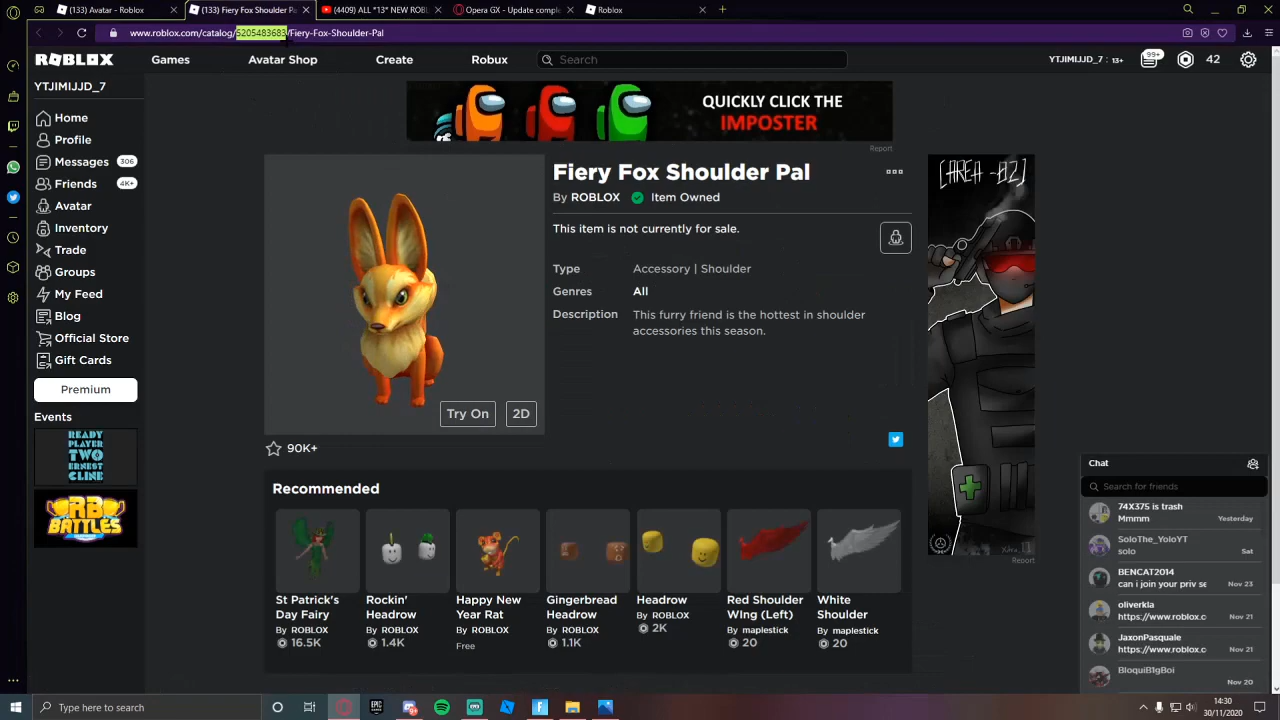 (133) Avatar - Roblox
(133) Fiery Fox Shoulder Pa
(4409) ALL *13* NEW ROBL
Opera GX - Update comple
Roblox
www.roblox.com/catalog/5205483683/Fiery-Fox-Shoulder-Pal
ROBLOX
Games
Avatar Shop
Create
Robux
Search
YTJIMIJJD_7 : 13+
99+
42
YTJIMIJJD_7
Home
Profile
Messages 306
Friends 4K+
Avatar
Inventory
Trade
Groups
My Feed
Blog
Official Store
Gift Cards
Premium
Events
READY
PLAYER
TWO
ERNEST
CLINE
RB
BATTLES
QUICKLY CLICK THE
IMPOSTER
Report
Fiery Fox Shoulder Pal
By ROBLOX Item Owned
This item is not currently for sale.
Type Accessory | Shoulder
Genres All
Description This furry friend is the hottest in shoulder
accessories this season.
Try On
2D
90K+
[AREA -02]
Report
Recommended
St Patrick's
Day Fairy
By ROBLOX
16.5K
Rockin'
Headrow
By ROBLOX
1.4K
Happy New
Year Rat
By ROBLOX
Free
Gingerbread
Headrow
By ROBLOX
1.1K
Headrow
By ROBLOX
2K
Red Shoulder
WIng (Left)
By maplestick
20
White
Shoulder
By maplestick
20
Chat
Search for friends
74X375 is trash
Mmmm Yesterday
SoloThe_YoloYT
solo Sat
BENCAT2014
can i join your priv se Nov 23
oliverkla
https://www.roblox.c Nov 21
JaxonPasquale
https://www.roblox.c Nov 21
BloquiB1gBoi
Nov 20
Type here to search
14:30
30/11/2020